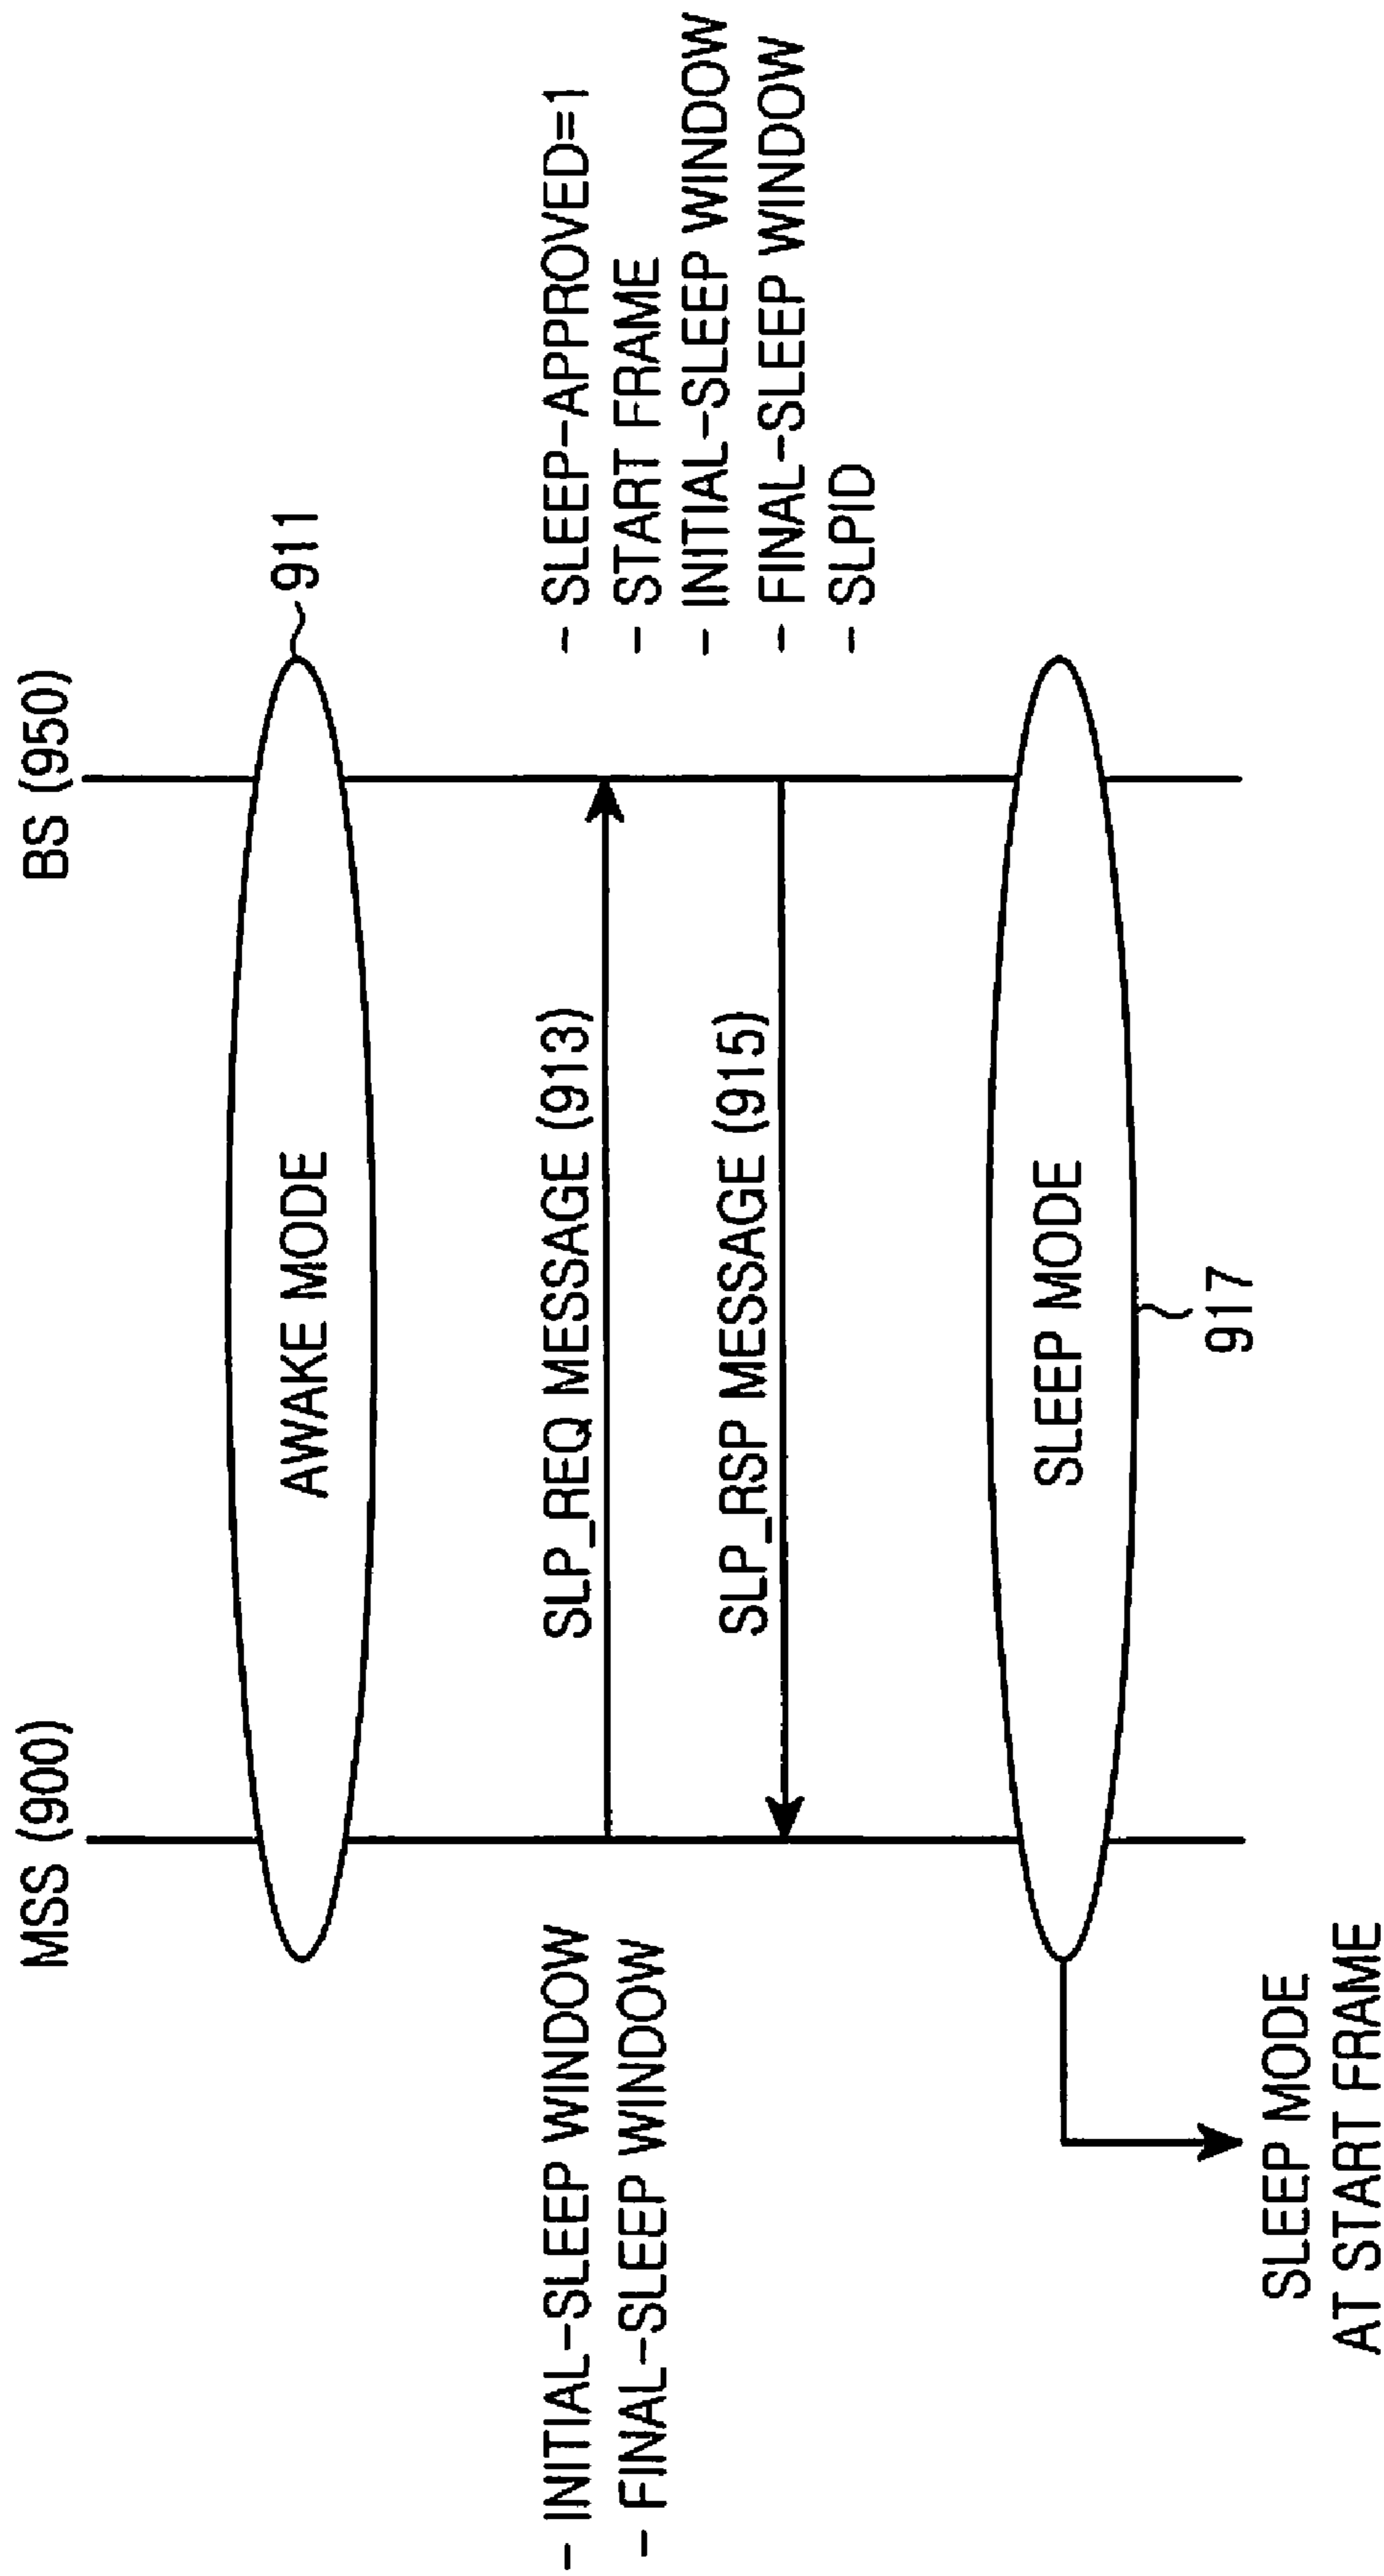 MSS (900)
BS (950)
AWAKE MODE
911
- INITIAL-SLEEP WINDOW
- FINAL-SLEEP WINDOW
SLP_REQ MESSAGE (913)
SLP_RSP MESSAGE (915)
- SLEEP-APPROVED=1
- START FRAME
- INITIAL-SLEEP WINDOW
- FINAL-SLEEP WINDOW
- SLPID
SLEEP MODE
917
SLEEP MODE
AT START FRAME